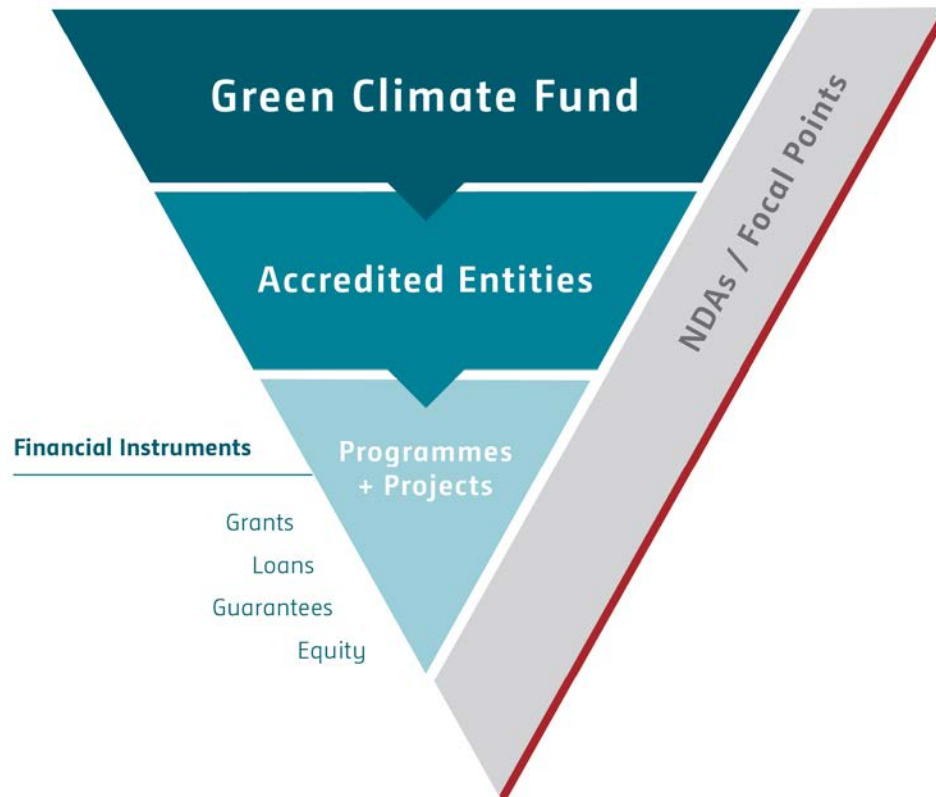 Green Climate Fund
NDAs / Focal Points
Accredited Entities
Financial Instruments
Programmes
+ Projects
Grants
Loans
Guarantees
Equity